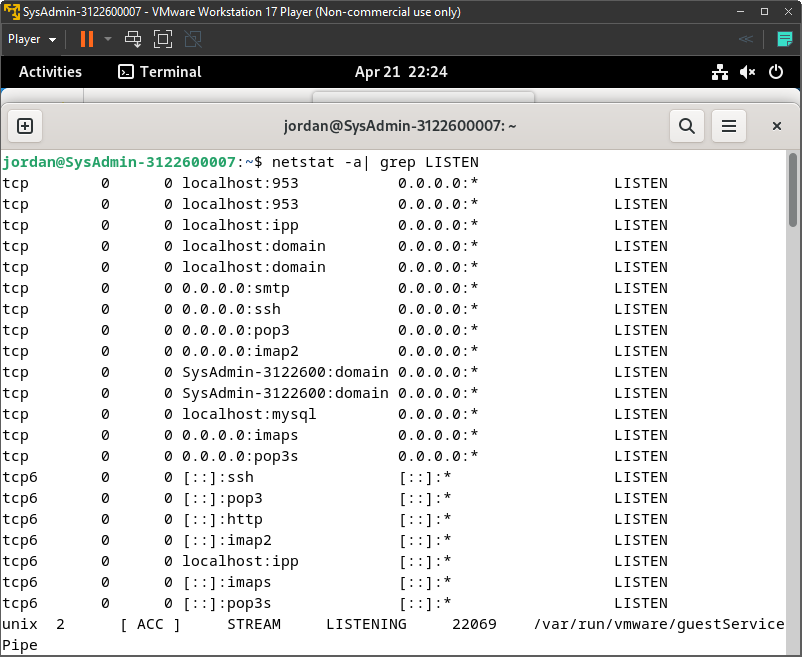 SysAdmin-3122600007 - VMware Workstation 17 Player (Non-commercial use only)
Player
Activities Terminal Apr 21 22:24
jordan@SysAdmin-3122600007: ~
jordan@SysAdmin-3122600007:~$ netstat -a| grep LISTEN
tcp 0 0 localhost:953 0.0.0.0:* LISTEN
tcp 0 0 localhost:953 0.0.0.0:* LISTEN
tcp 0 0 localhost:ipp 0.0.0.0:* LISTEN
tcp 0 0 localhost:domain 0.0.0.0:* LISTEN
tcp 0 0 localhost:domain 0.0.0.0:* LISTEN
tcp 0 0 0.0.0.0:smtp 0.0.0.0:* LISTEN
tcp 0 0 0.0.0.0:ssh 0.0.0.0:* LISTEN
tcp 0 0 0.0.0.0:pop3 0.0.0.0:* LISTEN
tcp 0 0 0.0.0.0:imap2 0.0.0.0:* LISTEN
tcp 0 0 SysAdmin-3122600:domain 0.0.0.0:* LISTEN
tcp 0 0 SysAdmin-3122600:domain 0.0.0.0:* LISTEN
tcp 0 0 localhost:mysql 0.0.0.0:* LISTEN
tcp 0 0 0.0.0.0:imaps 0.0.0.0:* LISTEN
tcp 0 0 0.0.0.0:pop3s 0.0.0.0:* LISTEN
tcp6 0 0 [::]:ssh [::]:* LISTEN
tcp6 0 0 [::]:pop3 [::]:* LISTEN
tcp6 0 0 [::]:http [::]:* LISTEN
tcp6 0 0 [::]:imap2 [::]:* LISTEN
tcp6 0 0 localhost:ipp [::]:* LISTEN
tcp6 0 0 [::]:imaps [::]:* LISTEN
tcp6 0 0 [::]:pop3s [::]:* LISTEN
unix 2 [ ACC ] STREAM LISTENING 22069 /var/run/vmware/guestService
Pipe